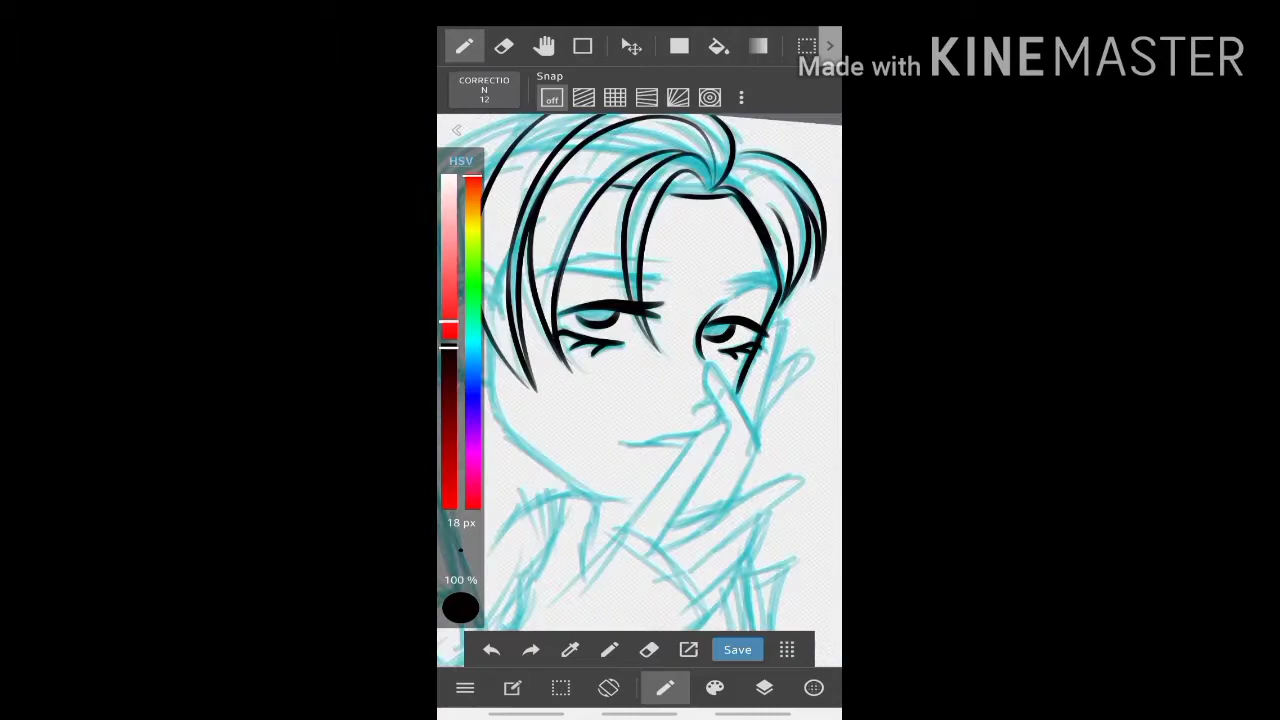 Made with KINEMASTER
CORRECTIO
N
12
Snap
off
HSV
18 px
100 %
Save